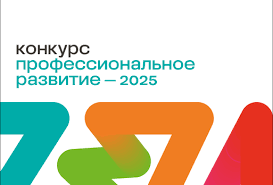 конкурс
профессиональное
развитие — 2025